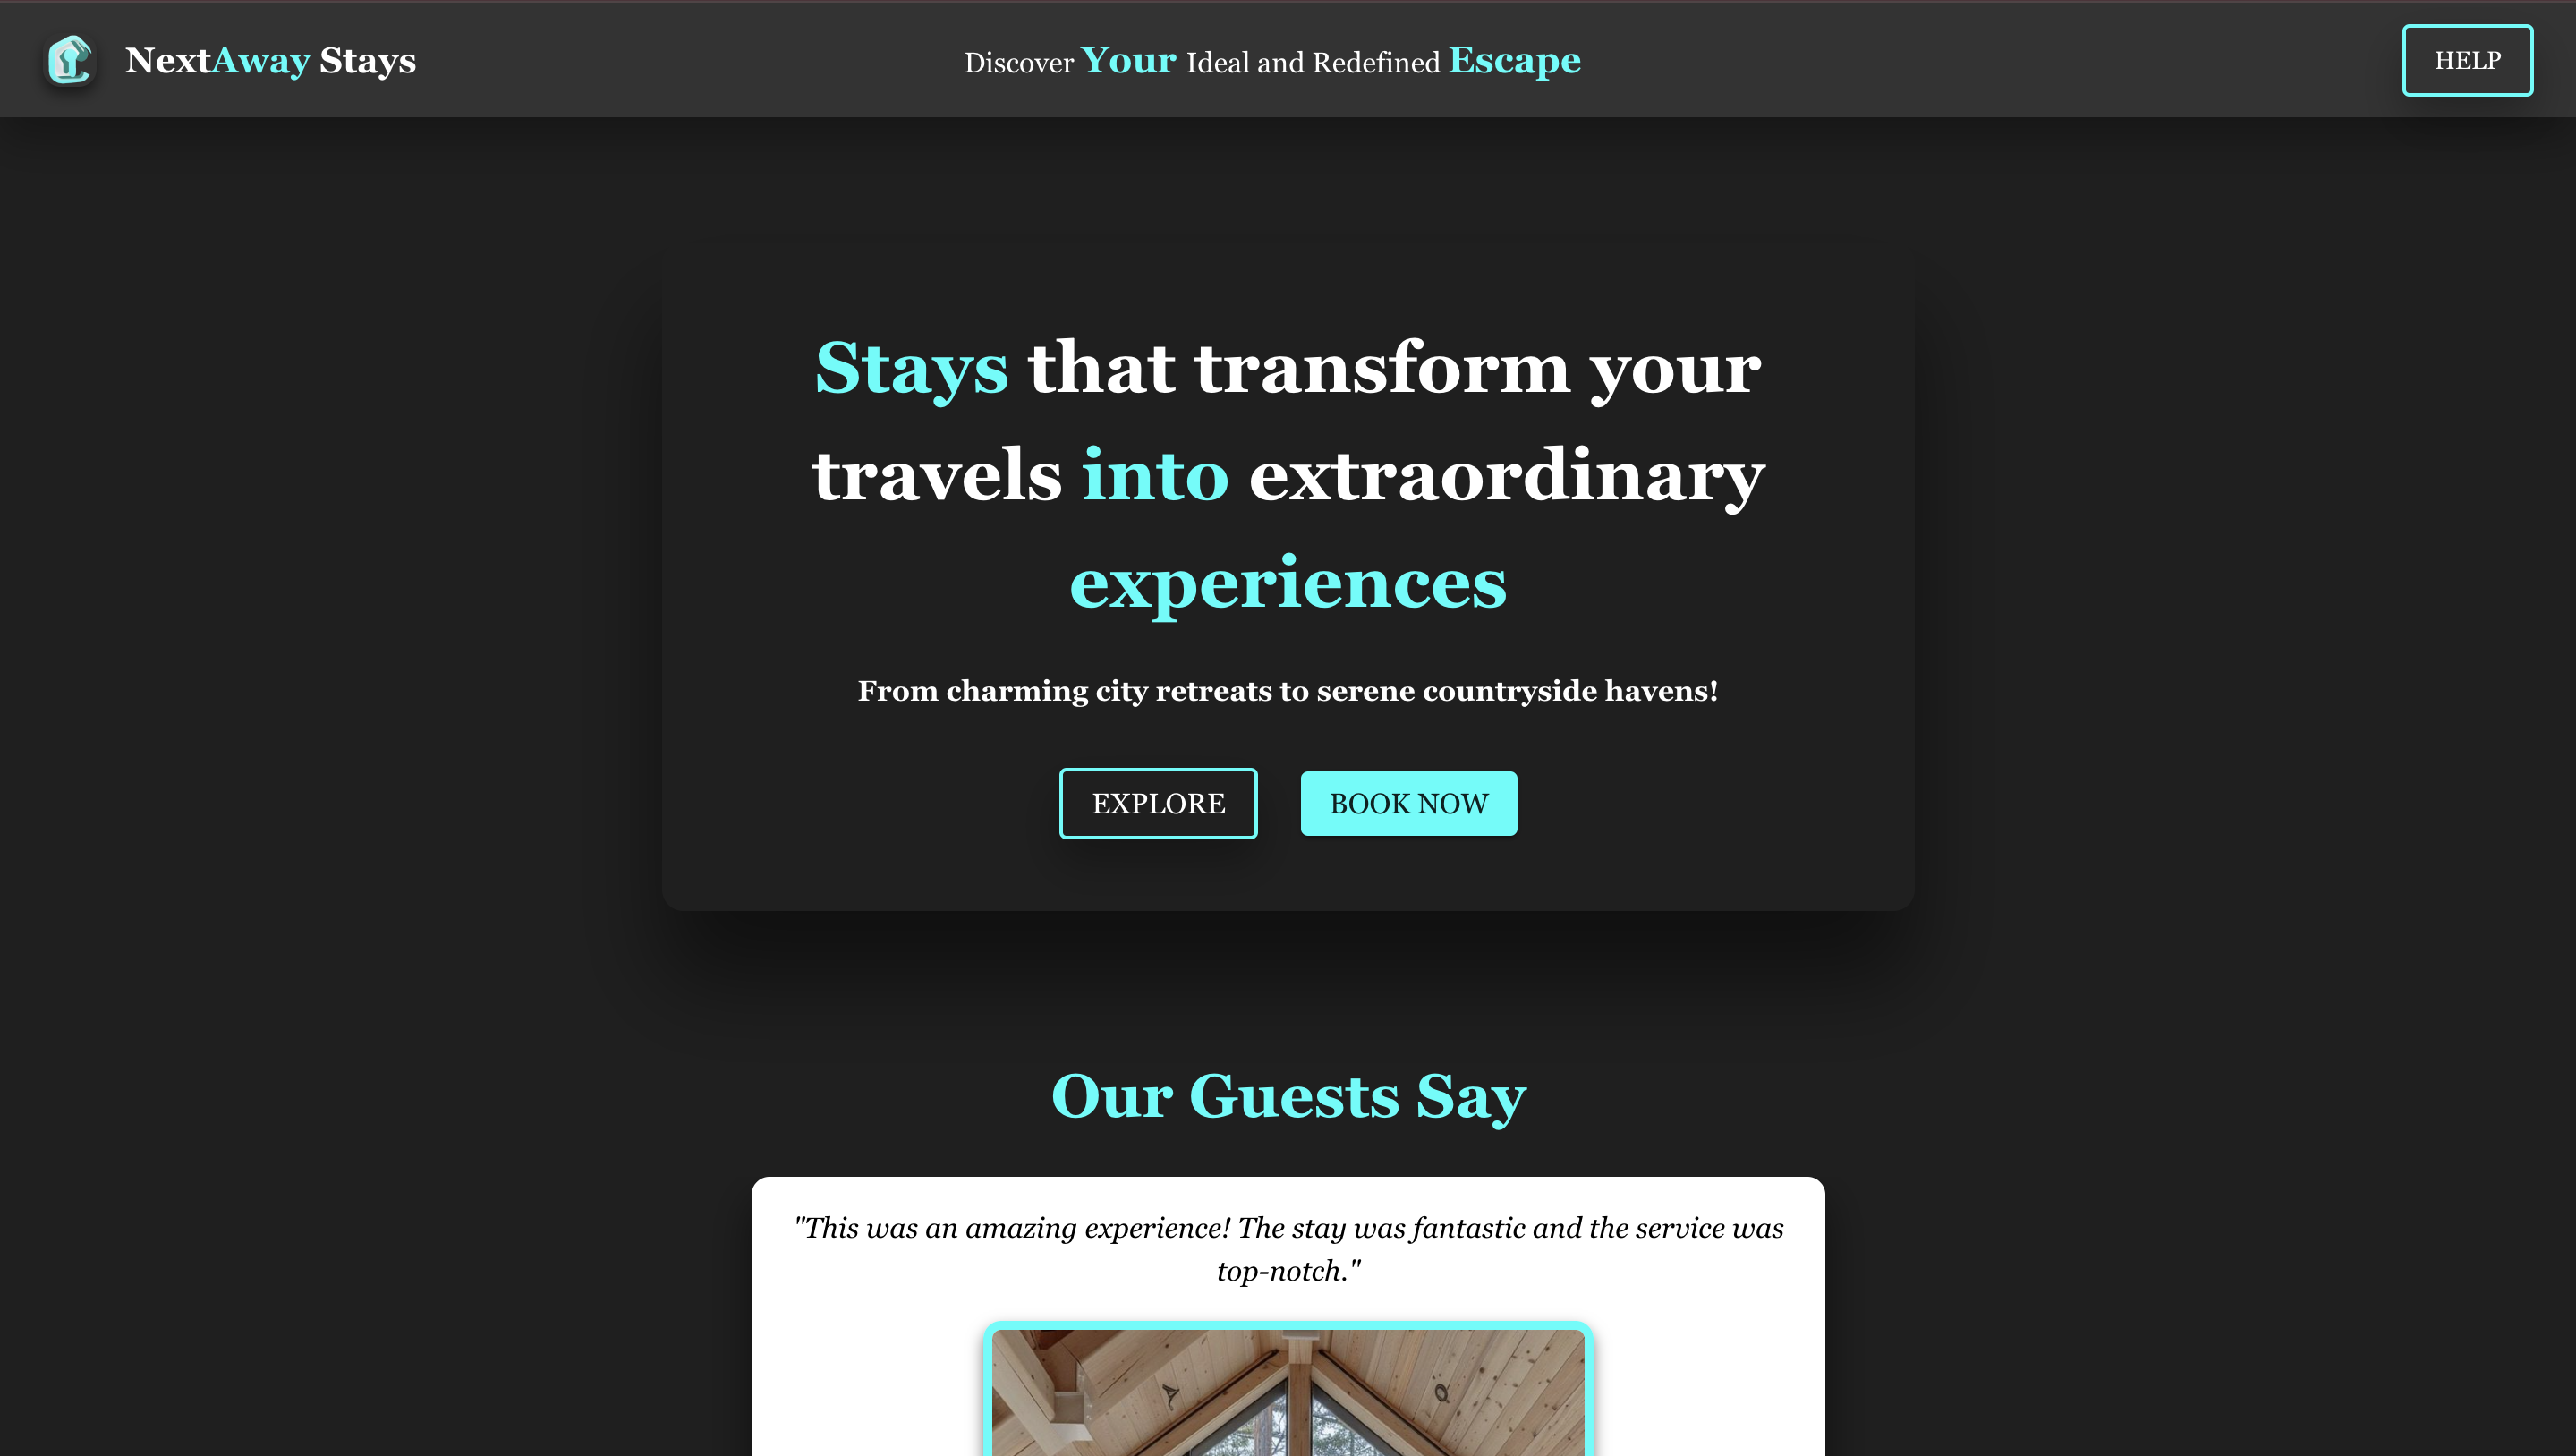 NextAway Stays
Discover Your Ideal and Redefined Escape
HELP
Stays that transform your
travels into extraordinary
experiences
From charming city retreats to serene countryside havens!
EXPLORE
BOOK NOW
Our Guests Say
"This was an amazing experience! The stay was fantastic and the service was
top-notch."